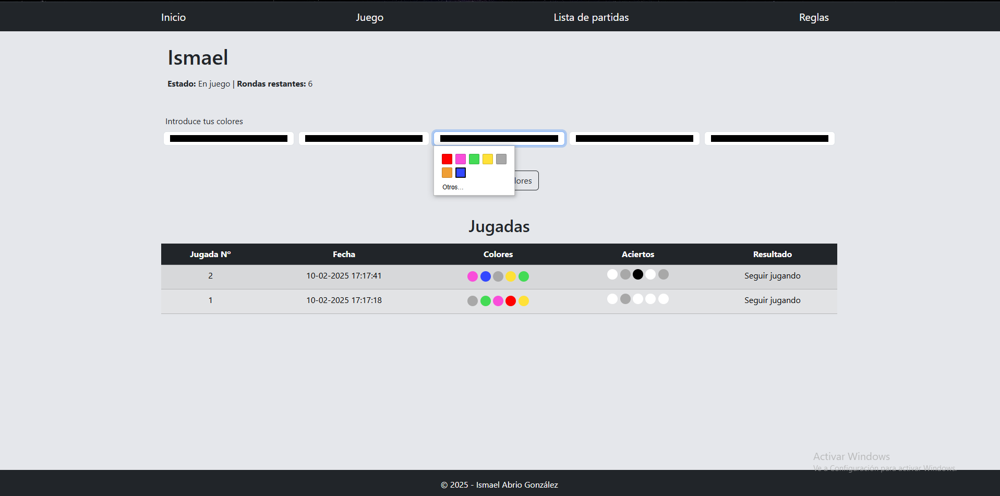 Inicio Juego Lista de partidas Reglas
Ismael
Estado: En juego | Rondas restantes: 6
Introduce tus colores
Otros...
Jugadas
Jugada Nº Fecha Colores Aciertos Resultado
2 10-02-2025 17:17:41 Seguir jugando
1 10-02-2025 17:17:18 Seguir jugando
Activar Windows
Ve a Configuración para activar Windows.
© 2025 - Ismael Abrio González